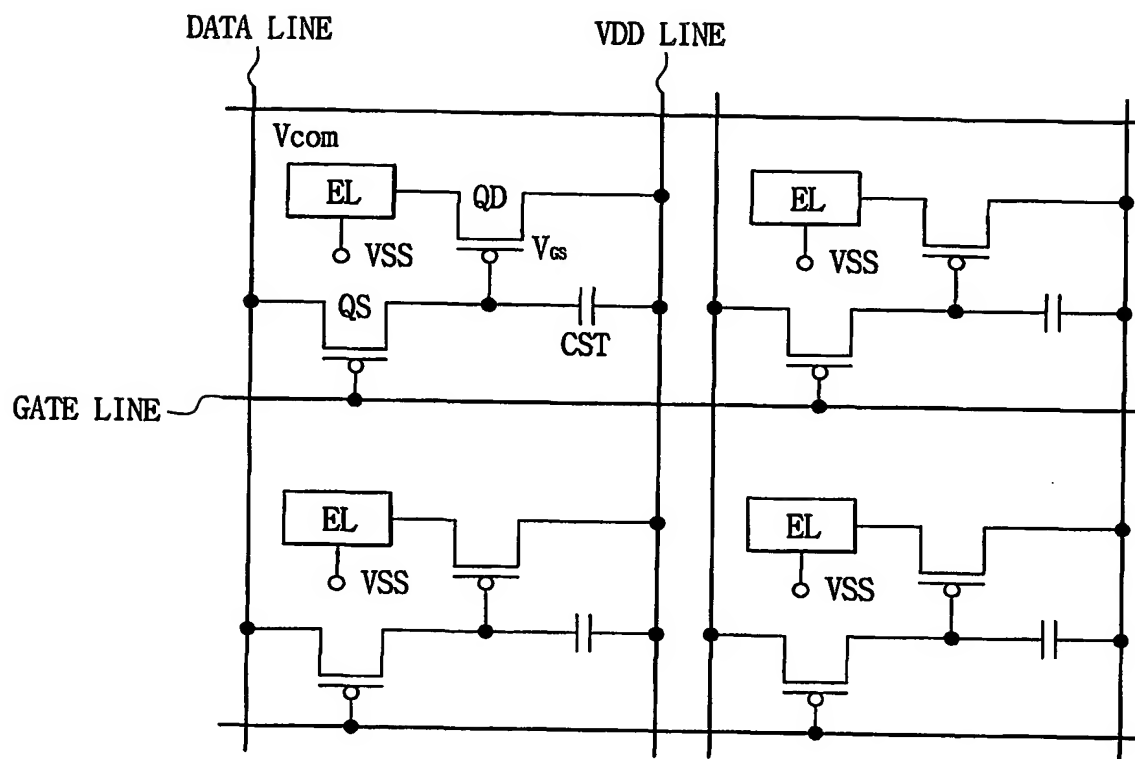 DATA LINE
VDD LINE
Vcom
EL
QD
EL
VSS
VGS
VSS
QS
CST
GATE LINE
EL
EL
VSS
VSS